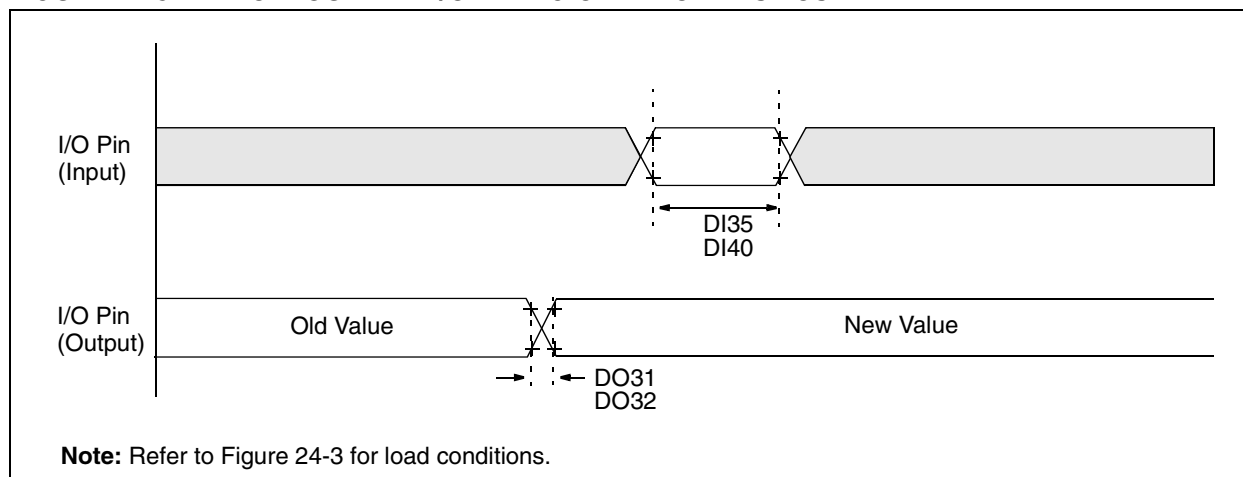 I/O Pin
(Input)
DI35
DI40
I/O Pin
(Output)
Old Value
New Value
DO31
DO32
Note: Refer to Figure 24-3 for load conditions.